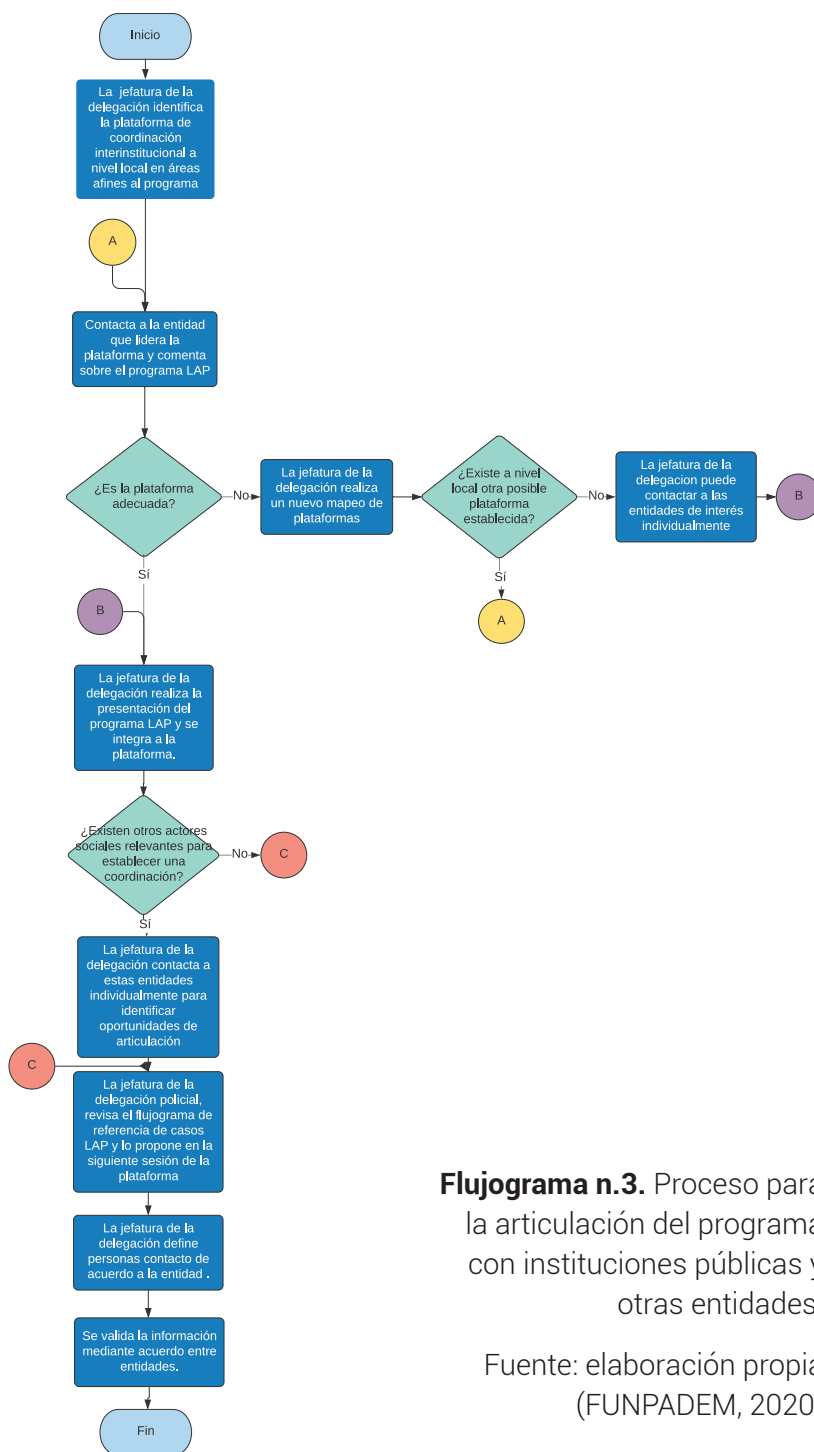 Inicio
La jefatura de la
delegación identifica
la plataforma de
coordinación
interinstitucional a
nivel local en áreas
afines al programa
A
Contacta a la entidad
que lidera la
plataforma y comenta
sobre el programa LAP
¿Es la plataforma
adecuada?
No
La jefatura de la
delegación realiza
un nuevo mapeo de
plataformas
¿Existe a nivel
local otra posible
plataforma
establecida?
No
La jefatura de la
delegacion puede
contactar a las
entidades de interés
individualmente
B
Sí
A
Sí
B
La jefatura de la
delegación realiza la
presentación del
programa LAP y se
integra a la
plataforma.
¿Existen otros actores
sociales relevantes para
establecer una
coordinación?
No
C
Sí
La jefatura de la
delegación contacta a
estas entidades
individualmente para
identificar
oportunidades de
articulación
C
La jefatura de la
delegación policial,
revisa el flujograma de
referencia de casos
LAP y lo propone en la
siguiente sesión de la
plataforma
La jefatura de la
delegación define
personas contacto de
acuerdo a la entidad .
Se valida la información
mediante acuerdo entre
entidades.
Fin
Flujograma n.3. Proceso para
la articulación del programa
con instituciones públicas y
otras entidades
Fuente: elaboración propia
(FUNPADEM, 2020